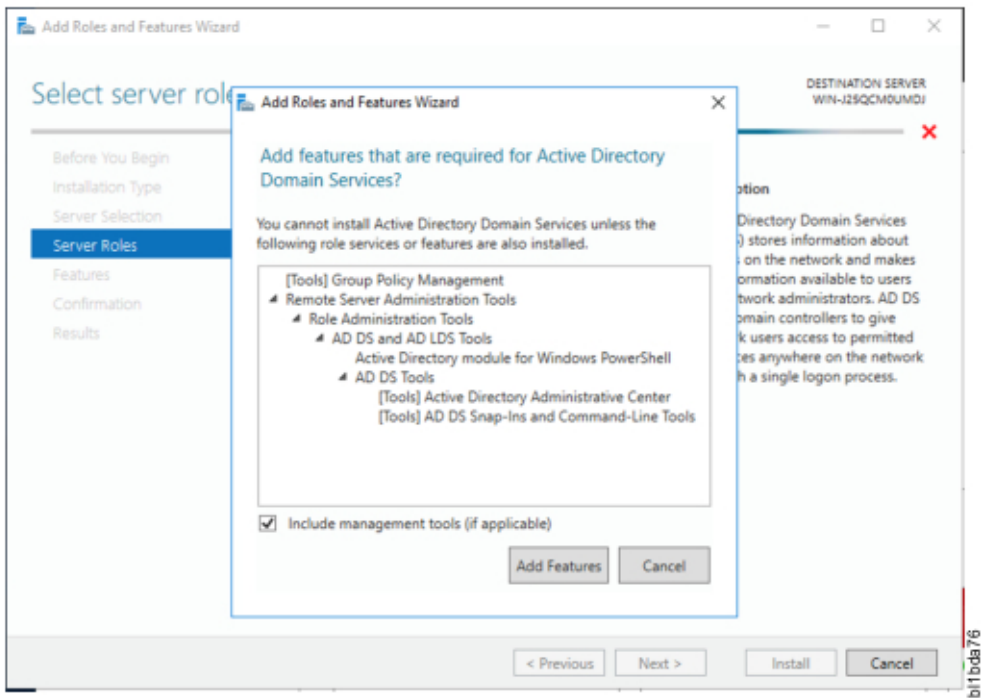 Add Roles and Features Wizard
Select server role
DESTINATION SERVER
WIN-J25QCM0UMDJ
Before You Begin
Installation Type
Server Selection
Server Roles
Features
Confirmation
Results
Add Roles and Features Wizard
Add features that are required for Active Directory
Domain Services?
You cannot install Active Directory Domain Services unless the
following role services or features are also installed.
[Tools] Group Policy Management
Remote Server Administration Tools
Role Administration Tools
AD DS and AD LDS Tools
Active Directory module for Windows PowerShell
AD DS Tools
[Tools] Active Directory Administrative Center
[Tools] AD DS Snap-Ins and Command-Line Tools
Include management tools (if applicable)
Add Features
Cancel
ption
Directory Domain Services
) stores information about
on the network and makes
ormation available to users
twork administrators. AD DS
omain controllers to give
k users access to permitted
ces anywhere on the network
h a single logon process.
< Previous
Next >
Install
Cancel
bl1bda76